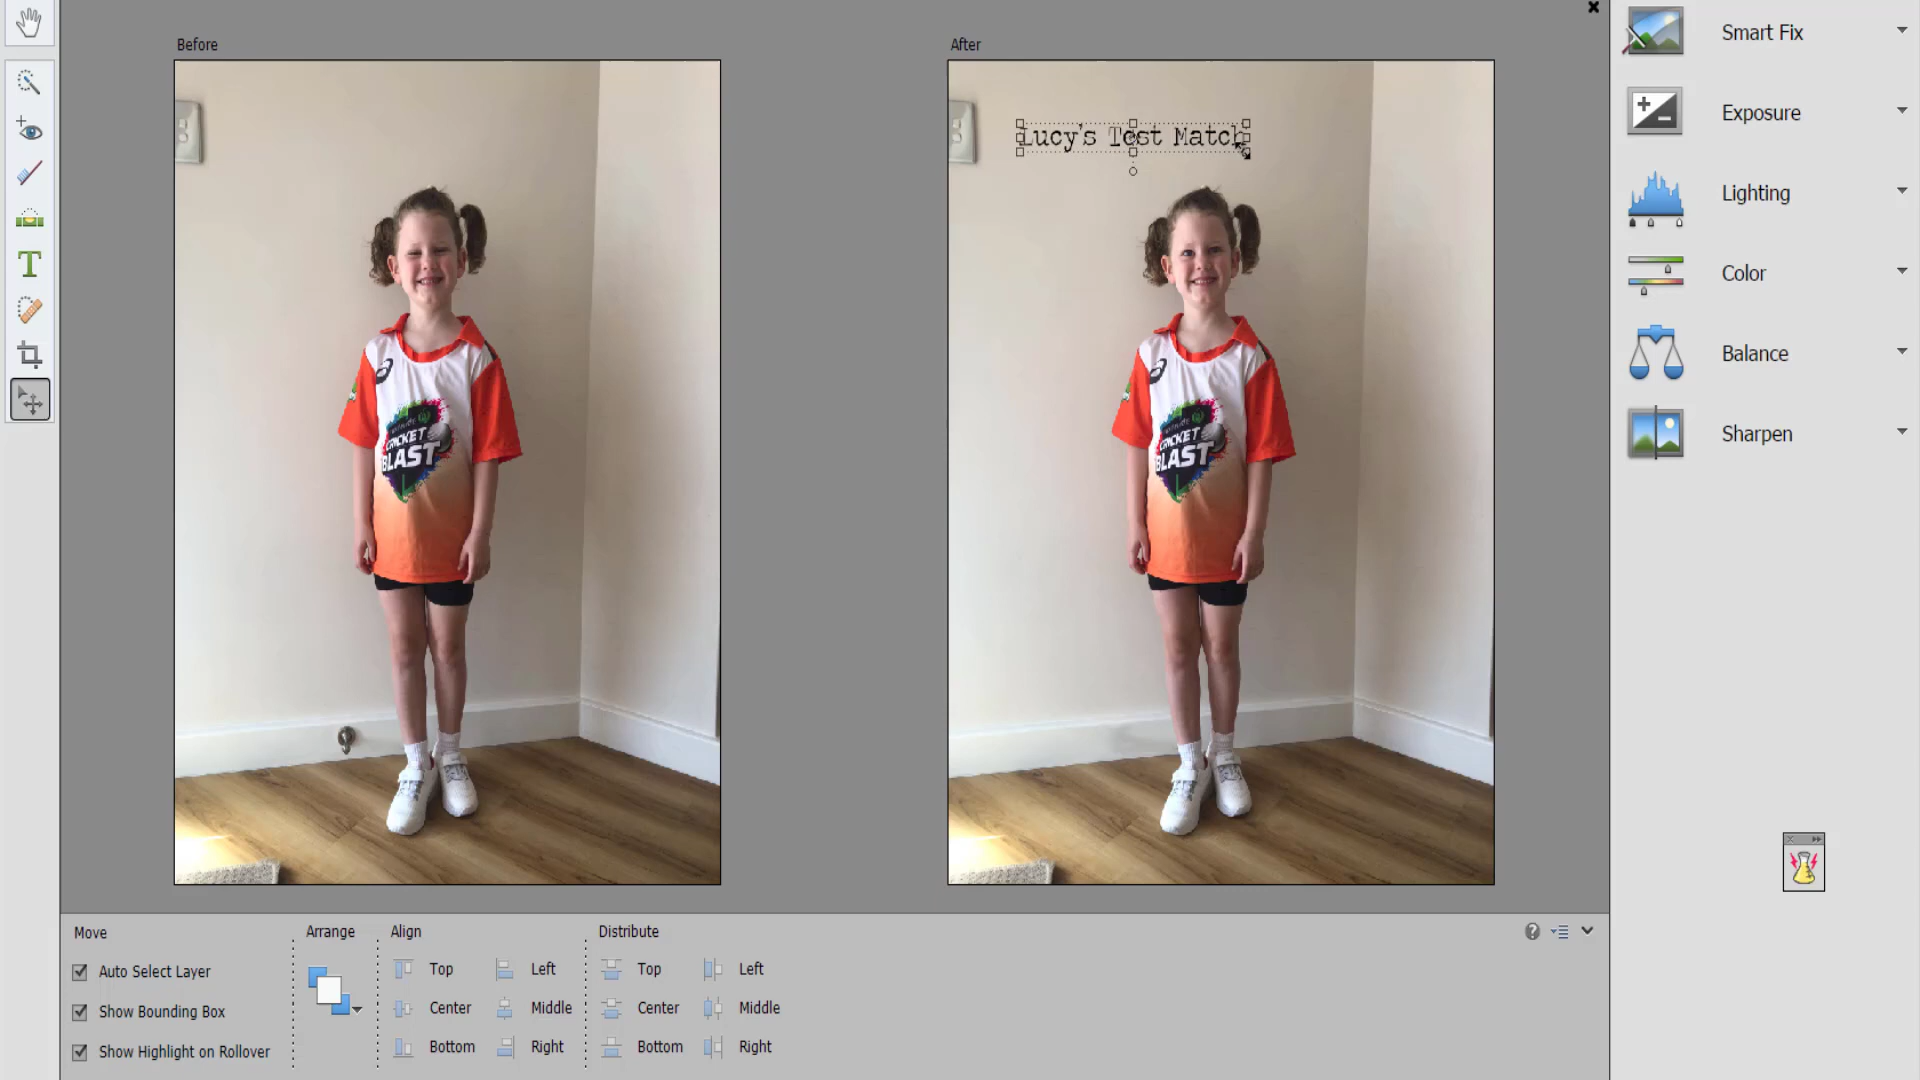 Before
After
Smart Fix
Exposure
Lighting
Color
Balance
Sharpen
Lucy's Test Match
CRICKET
BLAST
CRICKET
BLAST
Move
Auto Select Layer
Show Bounding Box
Show Highlight on Rollover
Arrange
Align
Top
Left
Center
Middle
Bottom
Right
Distribute
Top
Left
Center
Middle
Bottom
Right